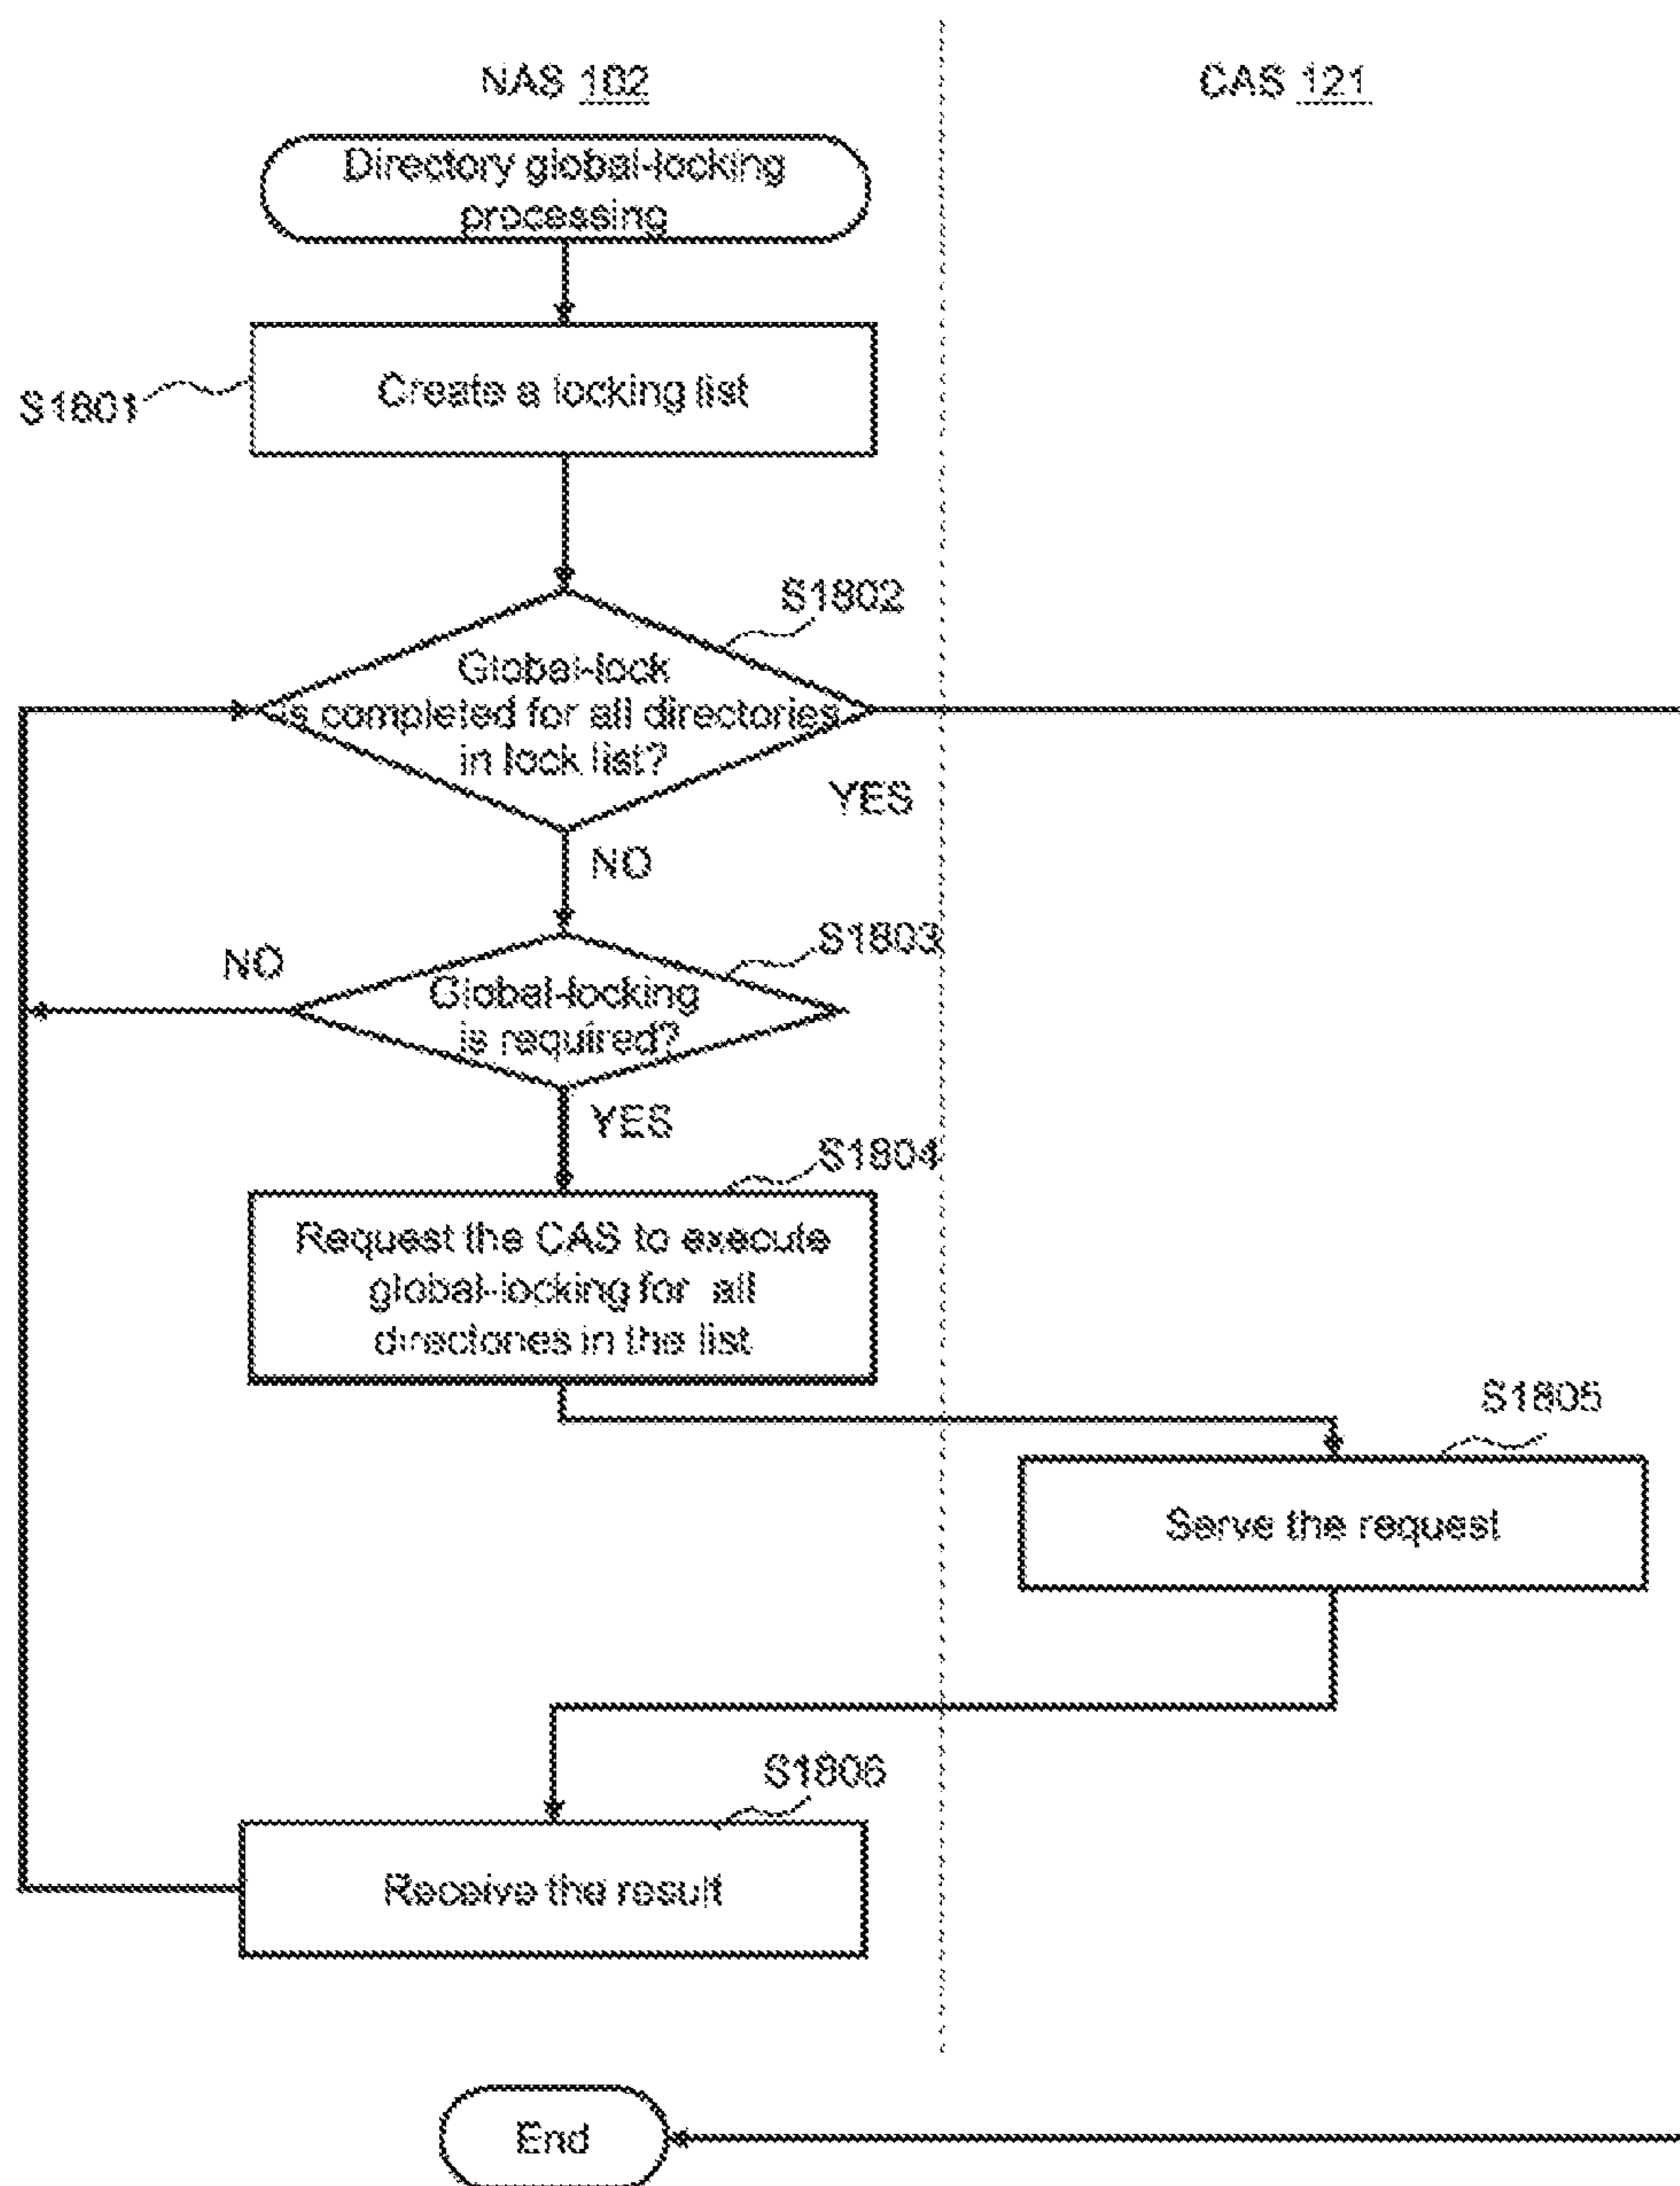 NAS 102
CAS 121
Directory global-locking
processing
S1801
Create a locking list
S1802
Global-lock
is completed for all directories
in lock list?
YES
NO
S1803
NO
Global-locking
is required?
YES
S1804
Request the CAS to execute
global-locking for all
directories in the list
S1805
Serve the request
S1806
Receive the result
End